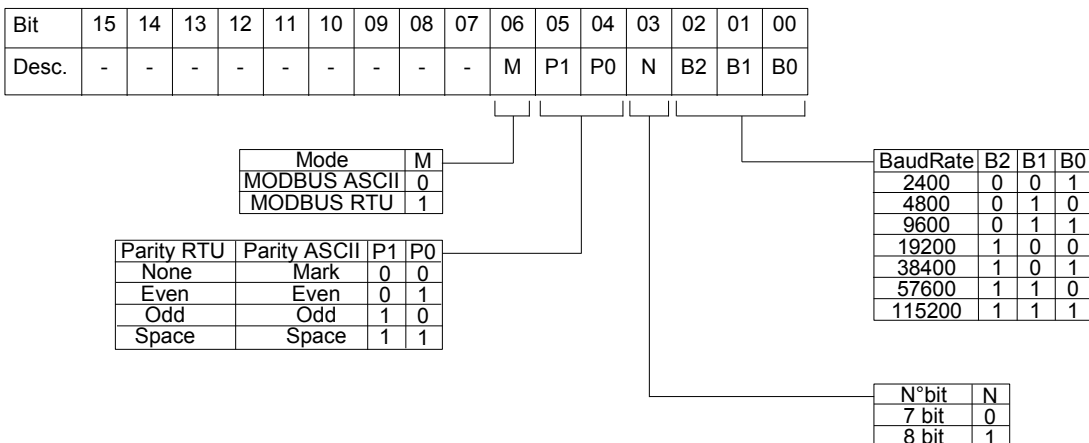 Bit 15 14 13 12 11 10 09 08 07 06 05 04 03 02 01 00
Desc. - - - - - - - - - M P1 P0 N B2 B1 B0
Mode M
MODBUS ASCII 0
MODBUS RTU 1
Parity RTU Parity ASCII P1 P0
None Mark 0 0
Even Even 0 1
Odd Odd 1 0
Space Space 1 1
BaudRate B2 B1 B0
2400 0 0 1
4800 0 1 0
9600 0 1 1
19200 1 0 0
38400 1 0 1
57600 1 1 0
115200 1 1 1
N°bit N
7 bit 0
8 bit 1